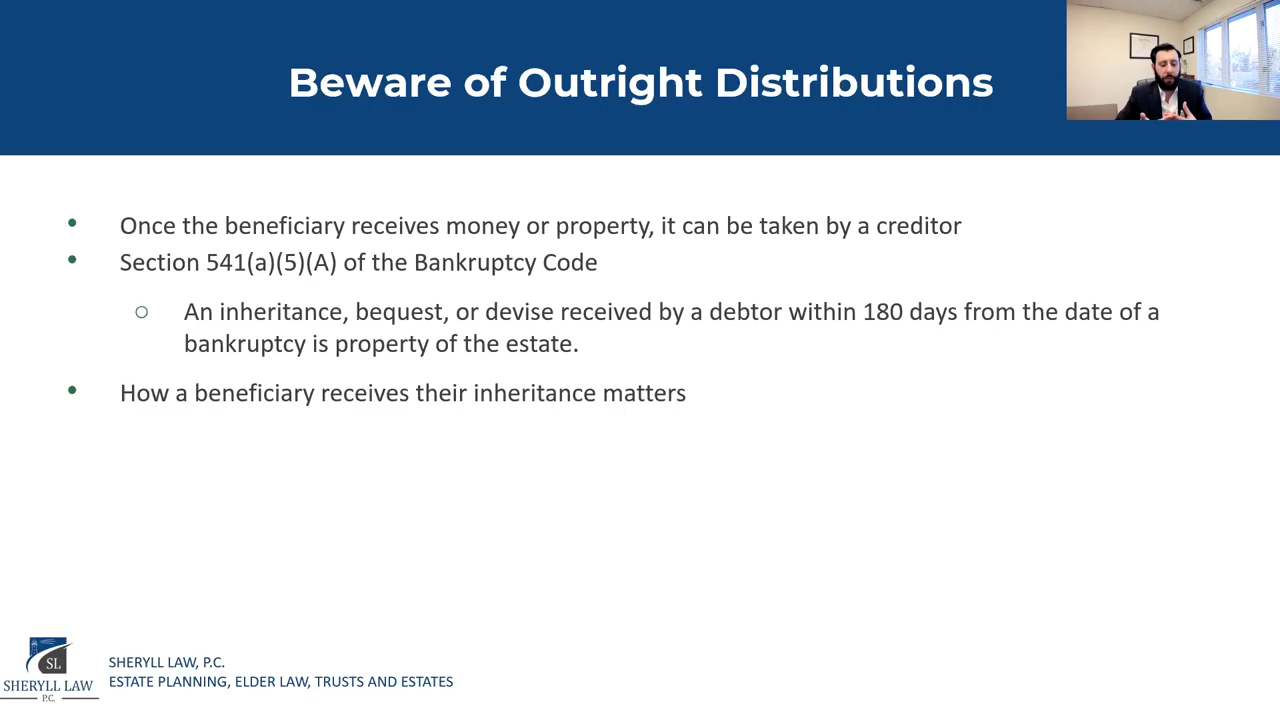 Beware of Outright Distributions
• Once the beneficiary receives money or property, it can be taken by a creditor
• Section 541(a)(5)(A) of the Bankruptcy Code
○ An inheritance, bequest, or devise received by a debtor within 180 days from the date of a
bankruptcy is property of the estate.
• How a beneficiary receives their inheritance matters
SL
SHERYLL LAW
P.C.
SHERYLL LAW, P.C.
ESTATE PLANNING, ELDER LAW, TRUSTS AND ESTATES